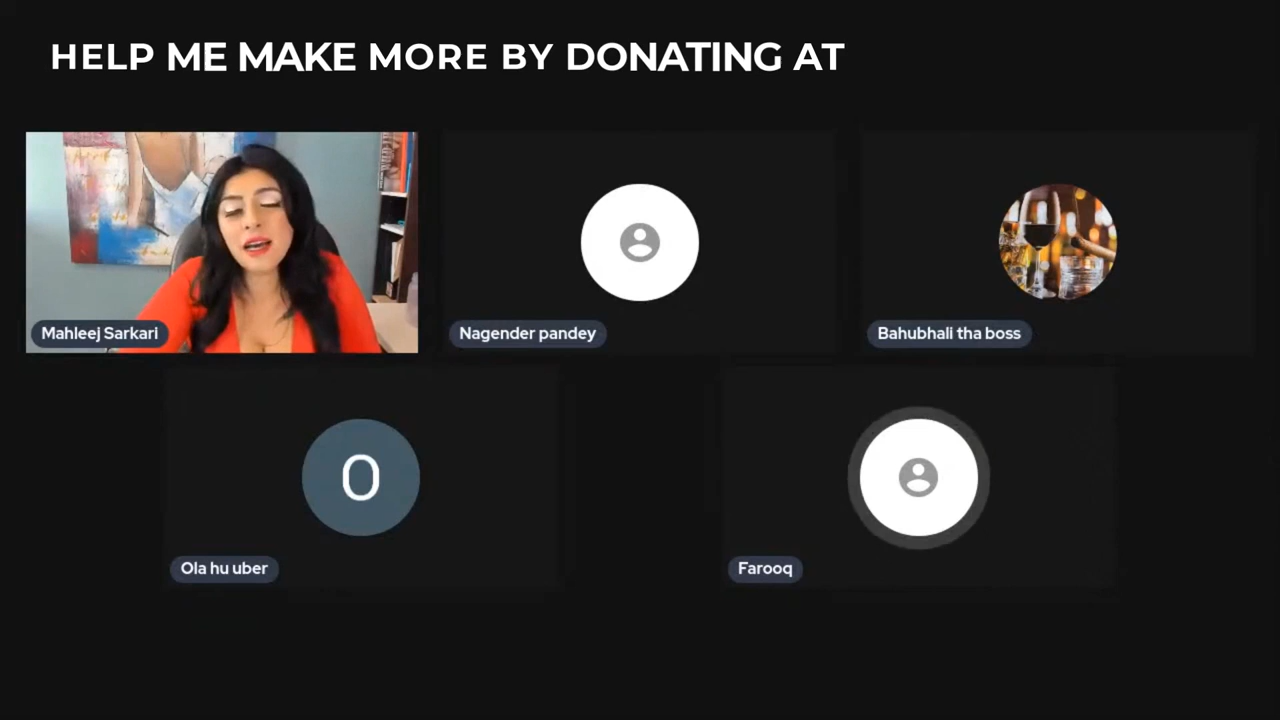 HELP ME MAKE MORE BY DONATING AT
Mahleej Sarkari
Nagender pandey
Bahubhali tha boss
O
Ola hu uber
Farooq